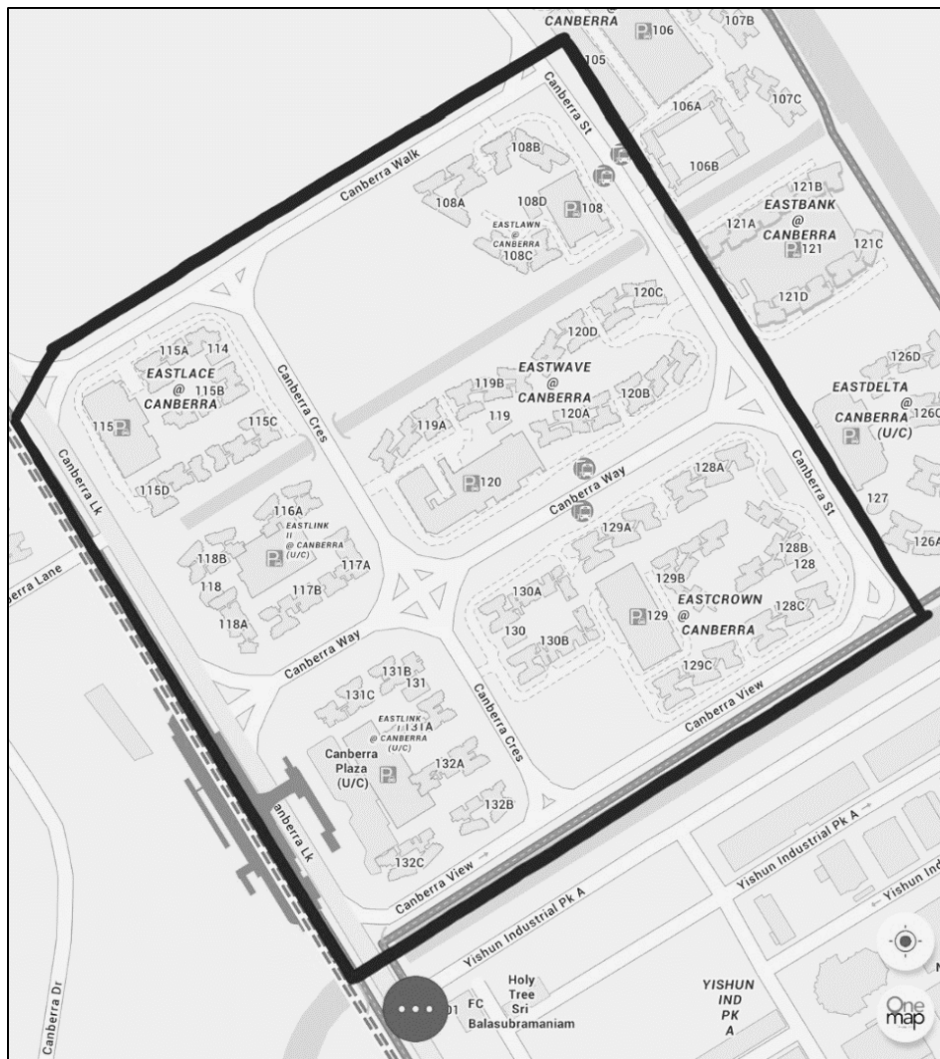 CANBERRA
106
107B
105
Canberra St
106A
107C
106B
Canberra Walk
108B
108A
108D
108
EASTLAWN
@
CANBERRA
108C
121B
EASTBANK
@
CANBERRA
121A
121
121C
121D
120C
120D
EASTWAVE
@
CANBERRA
119B
119
120A
120B
119A
120
115A
114
EASTLACE
@
CANBERRA
115B
115
115C
115D
Canberra Cres
Canberra Lk
126D
EASTDELTA
@
CANBERRA
(U/C)
126C
127
126A
Canberra St
Canberra Way
128A
129A
129B
128B
128
128C
EASTCROWN
@
CANBERRA
129
129C
130A
130
130B
116A
EASTLINK
II
@ CANBERRA
(U/C)
118B
118
117A
117B
118A
Canberra Way
131B
131C
131
EASTLINK
@ CANBERRA
(U/C)
131A
Canberra
Plaza
(U/C)
132A
132B
132C
Canberra Cres
Canberra View
Canberra View →
anberra Lk
erra Lane
Canberra Dr
Yishun Industrial Pk A
Yishun Industrial Pk A →
← Yishun Ind
YISHUN
IND
PK
A
Holy
Tree
Sri
Balasubramaniam
FC
01
One
map